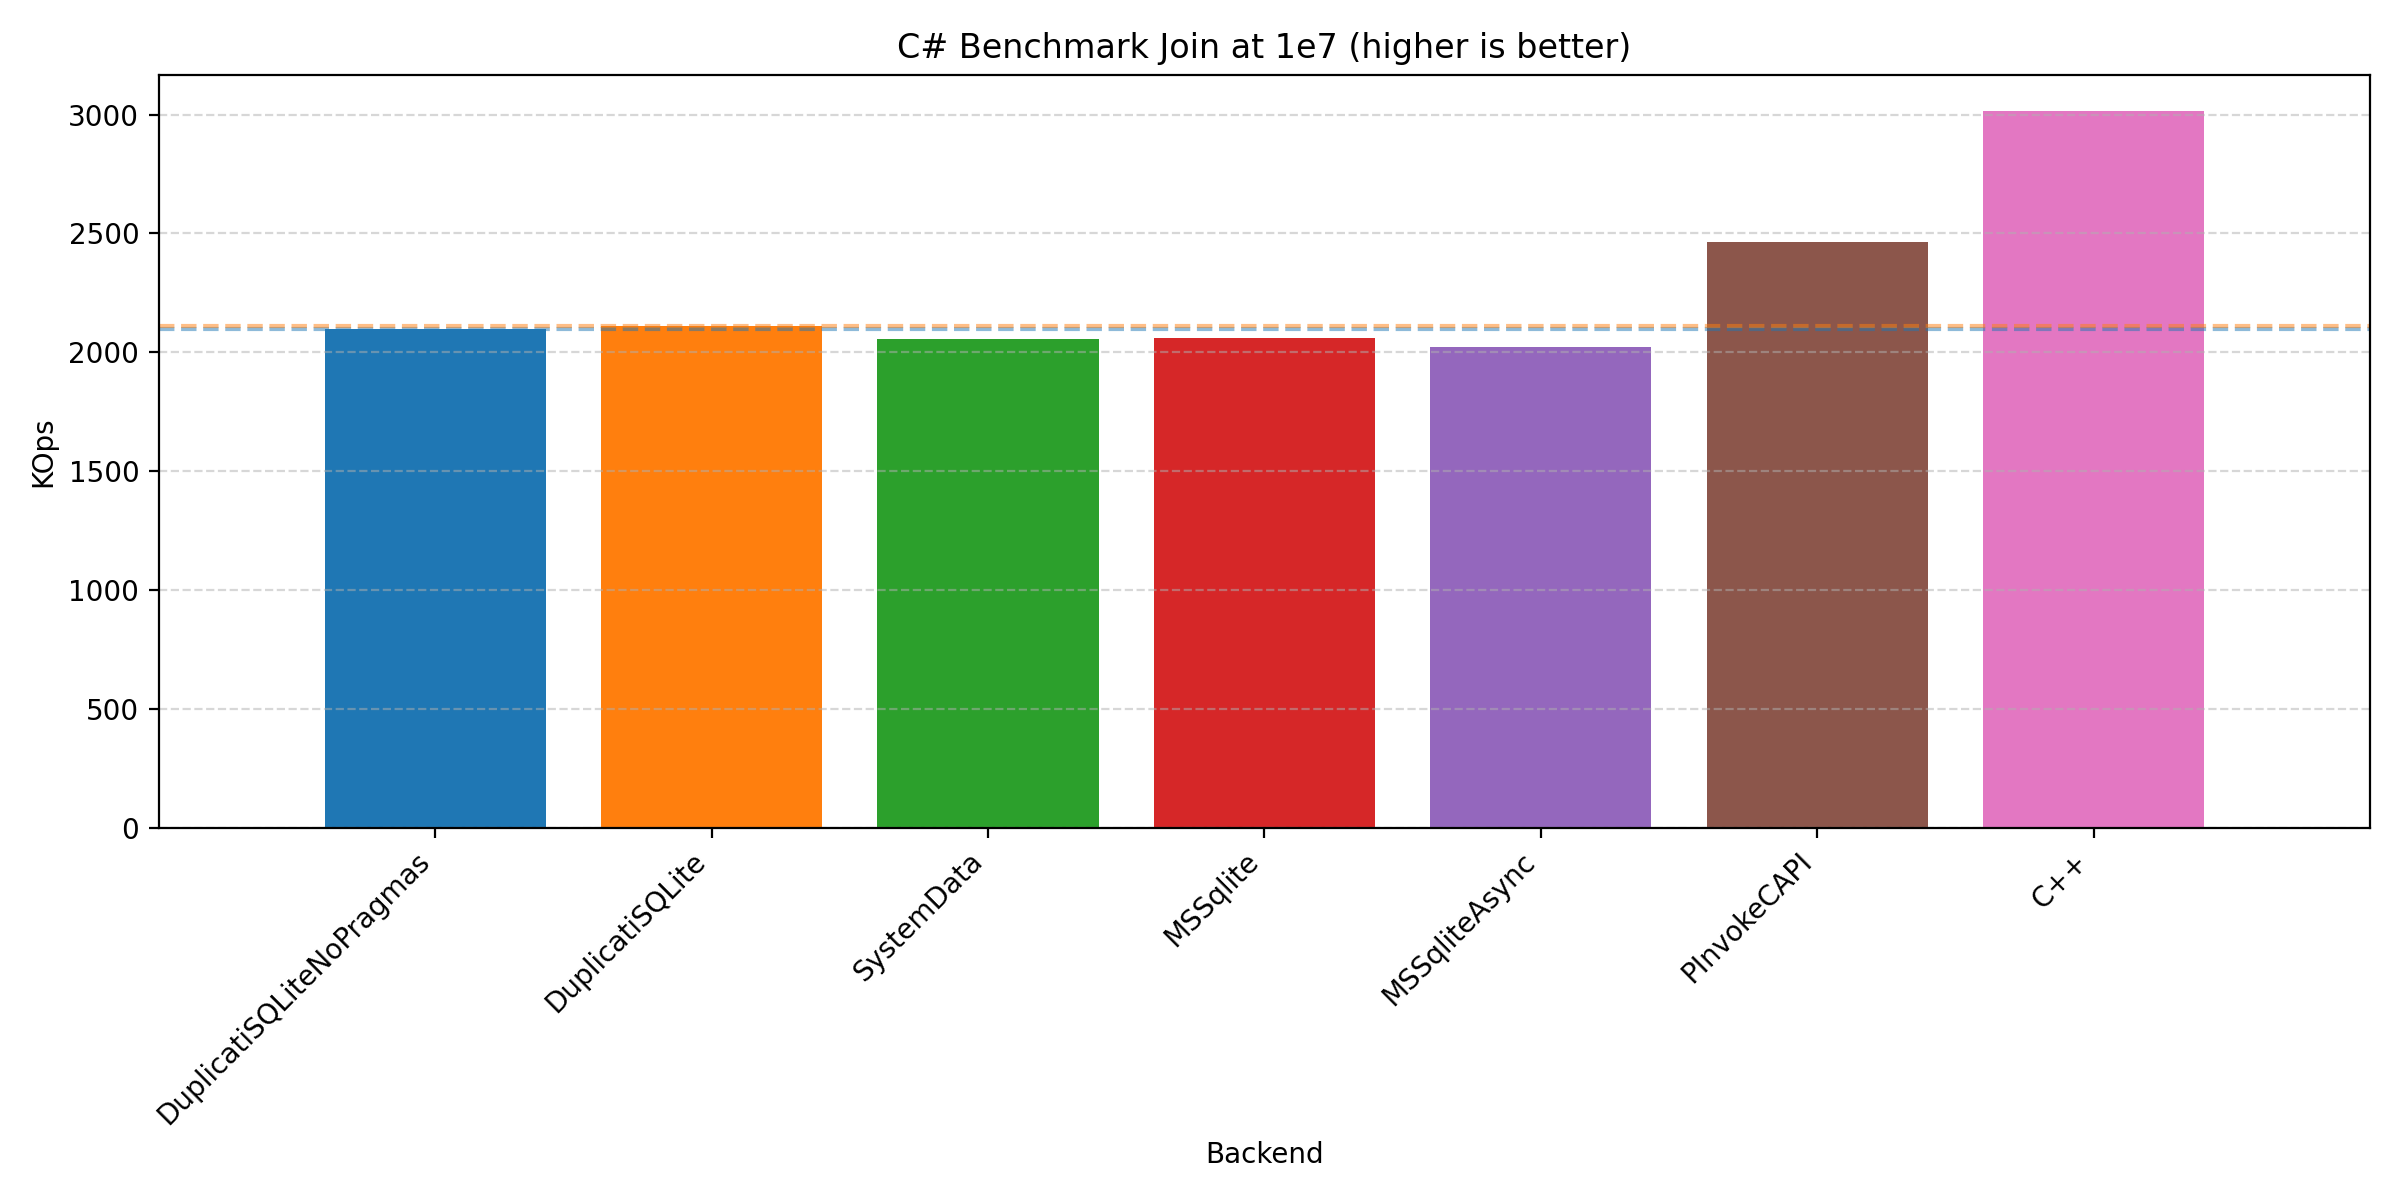 C# Benchmark Join at 1e7 (higher is better)
3000
2500
2000
1500
1000
500
0
KOps
DuplicatiSQLiteNoPragmas
DuplicatiSQLite
SystemData
MSSqlite
MSSqliteAsync
PInvokeCAPI
C++
Backend